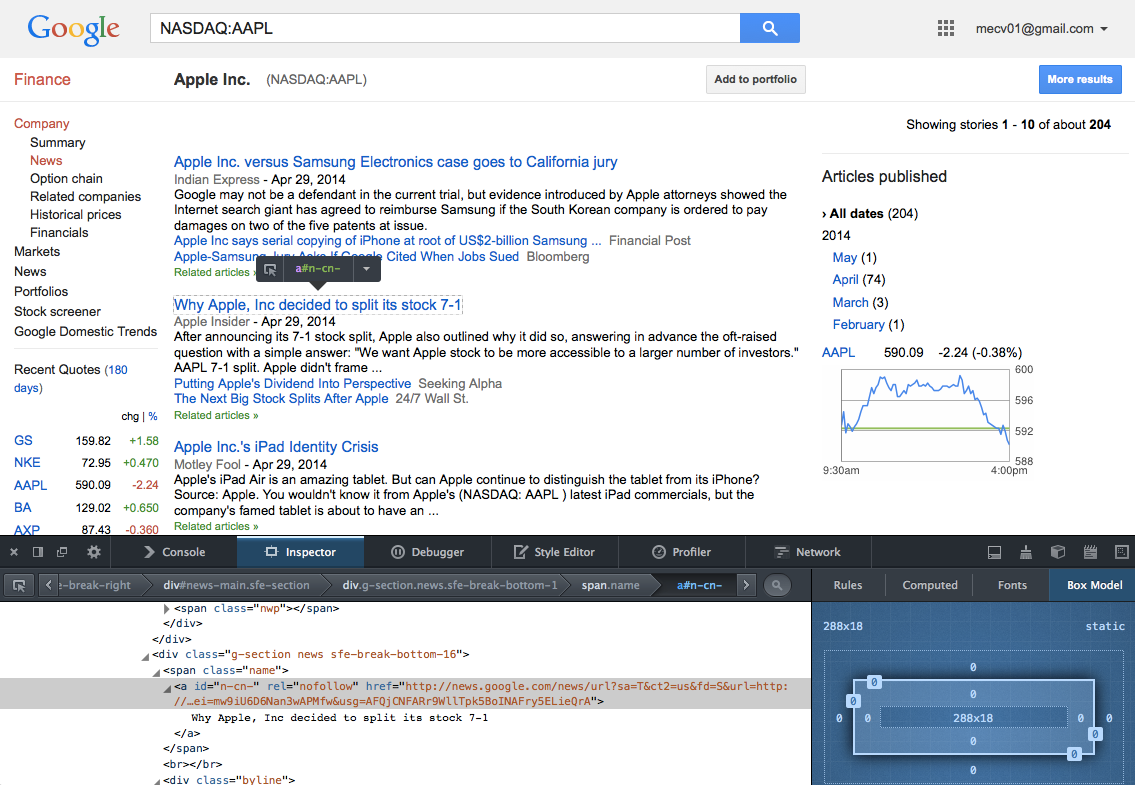 Google
NASDAQ:AAPL
mecv01@gmail.com
Finance
Apple Inc. (NASDAQ:AAPL)
Add to portfolio
More results
Company
Summary
News
Option chain
Related companies
Historical prices
Financials
Markets
News
Portfolios
Stock screener
Google Domestic Trends
Recent Quotes (180
days)
chg | %
GS 159.82 +1.58
NKE 72.95 +0.470
AAPL 590.09 -2.24
BA 129.02 +0.650
AXP 87.43 -0.360
Apple Inc. versus Samsung Electronics case goes to California jury
Indian Express - Apr 29, 2014
Google may not be a defendant in the current trial, but evidence introduced by Apple attorneys showed the
Internet search giant has agreed to reimburse Samsung if the South Korean company is ordered to pay
damages on two of the five patents at issue.
Apple Inc says serial copying of iPhone at root of US$2-billion Samsung ... Financial Post
Apple-Samsung Jury Asks If Google Cited When Jobs Sued Bloomberg
Related articles »
a#n-cn-
Why Apple, Inc decided to split its stock 7-1
Apple Insider - Apr 29, 2014
After announcing its 7-1 stock split, Apple also outlined why it did so, answering in advance the oft-raised
question with a simple answer: "We want Apple stock to be more accessible to a larger number of investors."
AAPL 7-1 split. Apple didn't frame ...
Putting Apple's Dividend Into Perspective Seeking Alpha
The Next Big Stock Splits After Apple 24/7 Wall St.
Related articles »
Apple Inc.'s iPad Identity Crisis
Motley Fool - Apr 29, 2014
Apple's iPad Air is an amazing tablet. But can Apple continue to distinguish the tablet from its iPhone?
Source: Apple. You wouldn't know it from Apple's (NASDAQ: AAPL ) latest iPad commercials, but the
company's famed tablet is about to have an ...
Related articles »
Showing stories 1 - 10 of about 204
Articles published
› All dates (204)
2014
May (1)
April (74)
March (3)
February (1)
AAPL 590.09 -2.24 (-0.38%)
600
596
592
588
9:30am 4:00pm
Console
Inspector
Debugger
Style Editor
Profiler
Network
e-break-right
div#news-main.sfe-section
div.g-section.news.sfe-break-bottom-1
span.name
a#n-cn-
Rules
Computed
Fonts
Box Model
<span class="nwp"></span>
</div>
</div>
<div class="g-section news sfe-break-bottom-16">
<span class="name">
<a id="n-cn-" rel="nofollow" href="http://news.google.com/news/url?sa=T&ct2=us&fd=S&url=http:
//…ei=mw9iU6D6Nan3wAPMfw&usg=AFQjCNFARr9WllTpk5BoINAFry5ELieQrA">
Why Apple, Inc decided to split its stock 7-1
</a>
</span>
<br></br>
<div class="byline">
288x18 static
0
0
0
0
0 0 288x18 0 0
0
0
0
0